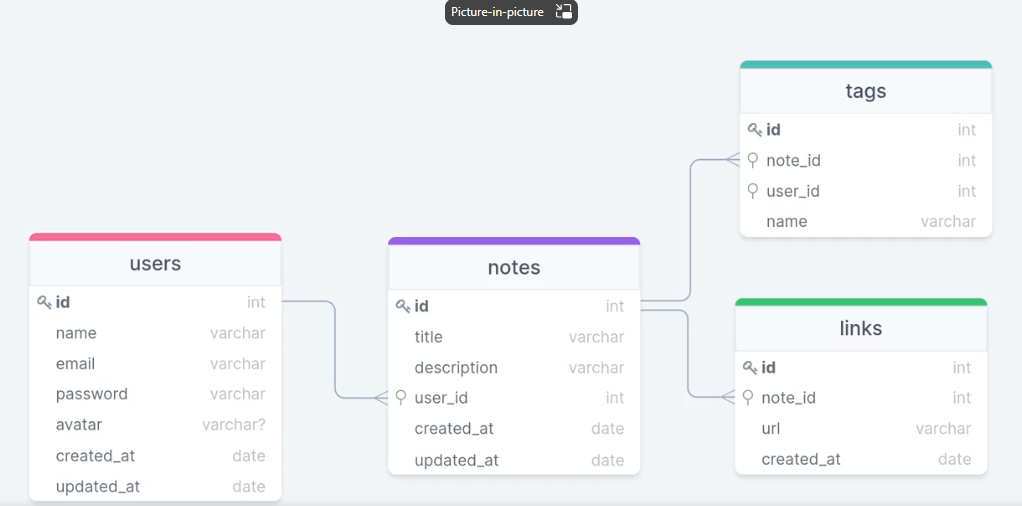 Picture-in-picture
tags
id int
note_id int
user_id int
name varchar
users
id int
name varchar
email varchar
password varchar
avatar varchar?
created_at date
updated_at date
notes
id int
title varchar
description varchar
user_id int
created_at date
updated_at date
links
id int
note_id int
url varchar
created_at date